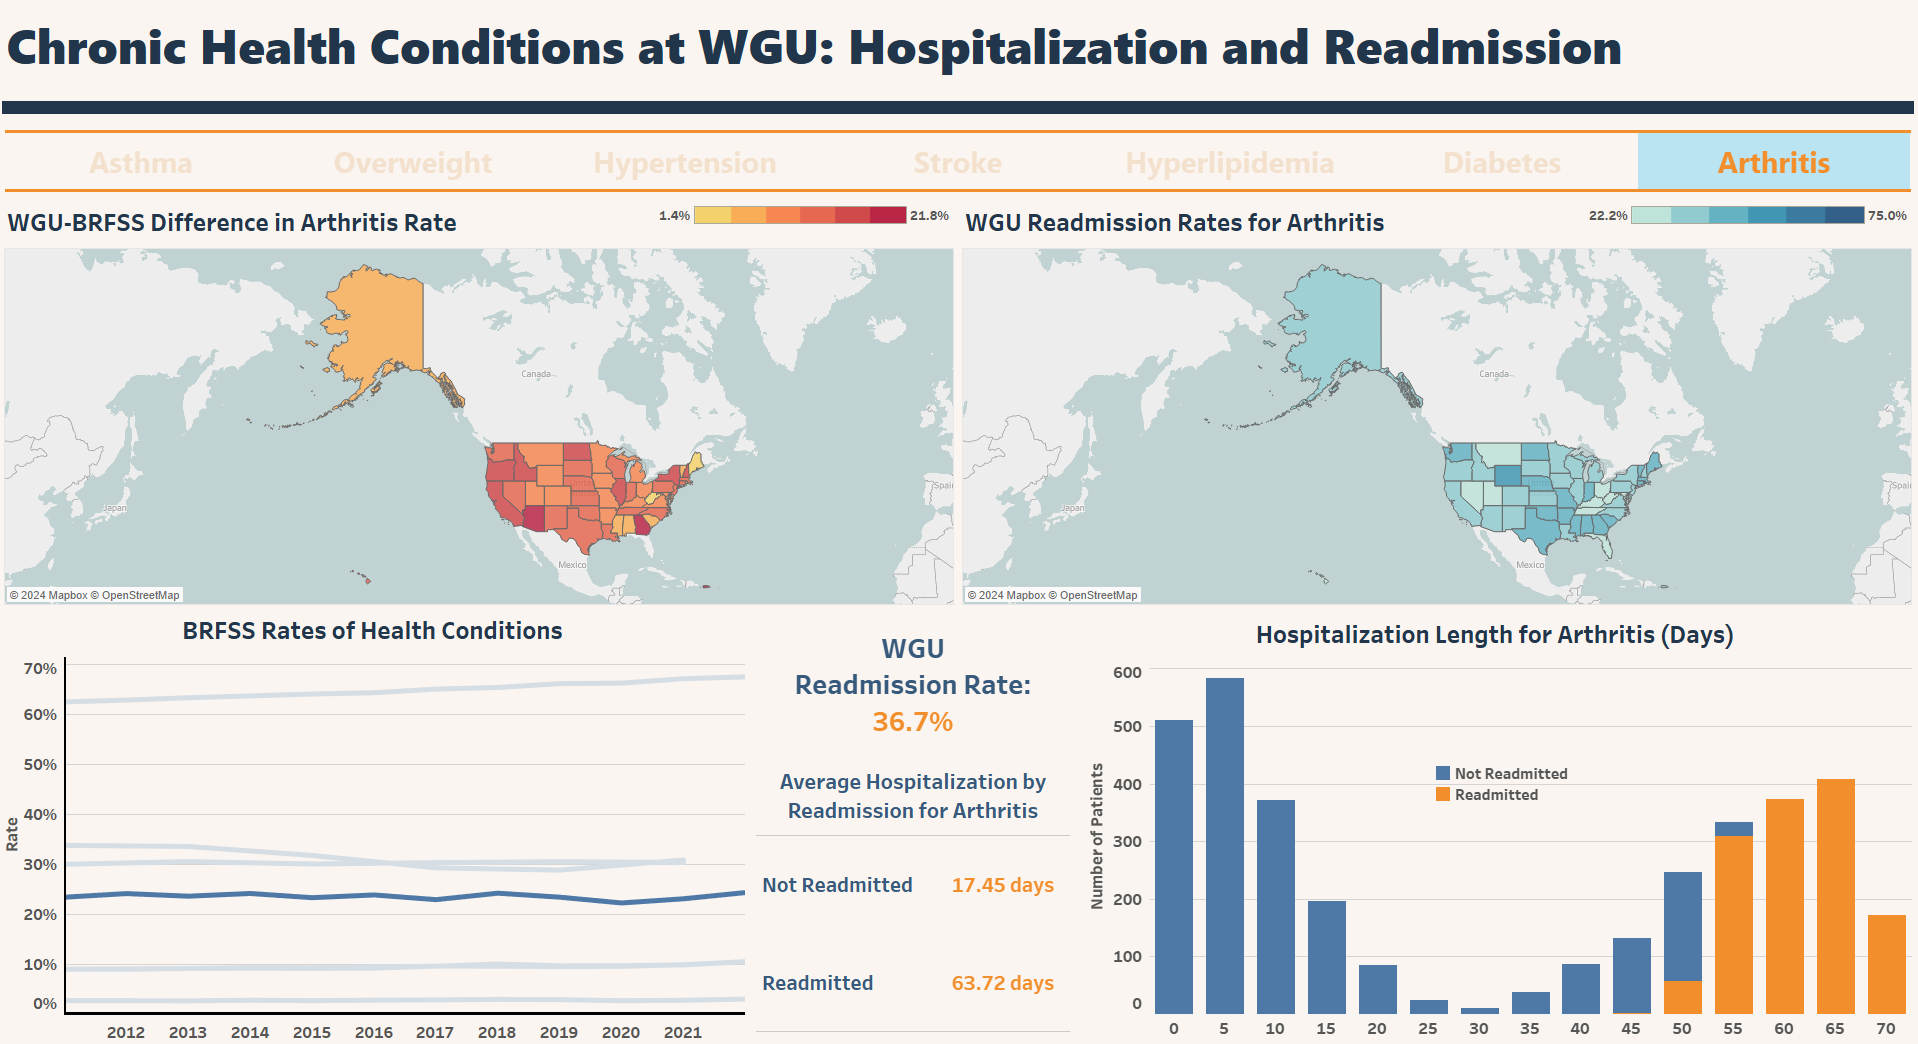 Chronic Health Conditions at WGU: Hospitalization and Readmission
Asthma Overweight Hypertension Stroke Hyperlipidemia Diabetes Arthritis
WGU-BRFSS Difference in Arthritis Rate
1.4% 21.8%
WGU Readmission Rates for Arthritis
22.2% 75.0%
Canada
Japan
Spai
Mexico
© 2024 Mapbox © OpenStreetMap
Canada
Japan
Spai
Mexico
© 2024 Mapbox © OpenStreetMap
BRFSS Rates of Health Conditions
70%
60%
50%
40%
30%
20%
10%
0%
Rate
2012 2013 2014 2015 2016 2017 2018 2019 2020 2021
WGU
Readmission Rate:
36.7%
Average Hospitalization by
Readmission for Arthritis
Not Readmitted 17.45 days
Readmitted 63.72 days
Hospitalization Length for Arthritis (Days)
600
500
400
300
200
100
0
Number of Patients
Not Readmitted
Readmitted
0 5 10 15 20 25 30 35 40 45 50 55 60 65 70